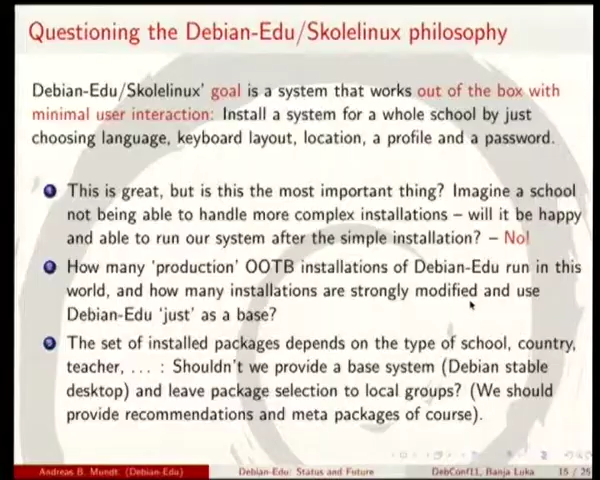 Questioning the Debian-Edu/Skolelinux philosophy
Debian-Edu/Skolelinux' goal is a system that works out of the box with
minimal user interaction: Install a system for a whole school by just
choosing language, keyboard layout, location, a profile and a password.
1 This is great, but is this the most important thing? Imagine a school
not being able to handle more complex installations – will it be happy
and able to run our system after the simple installation? – No!
2 How many 'production' OOTB installations of Debian-Edu run in this
world, and how many installations are strongly modified and use
Debian-Edu 'just' as a base?
3 The set of installed packages depends on the type of school, country,
teacher, ... : Shouldn't we provide a base system (Debian stable
desktop) and leave package selection to local groups? (We should
provide recommendations and meta packages of course).
Andreas B. Mundt (Debian-Edu) Debian-Edu: Status and Future DebConf11, Banja Luka 15 / 25